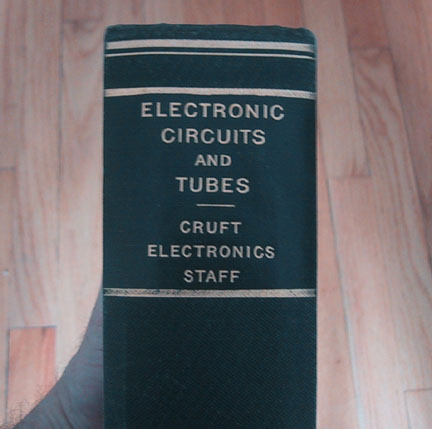 ELECTRONIC
CIRCUITS
AND
TUBES
CRUFT
ELECTRONICS
STAFF